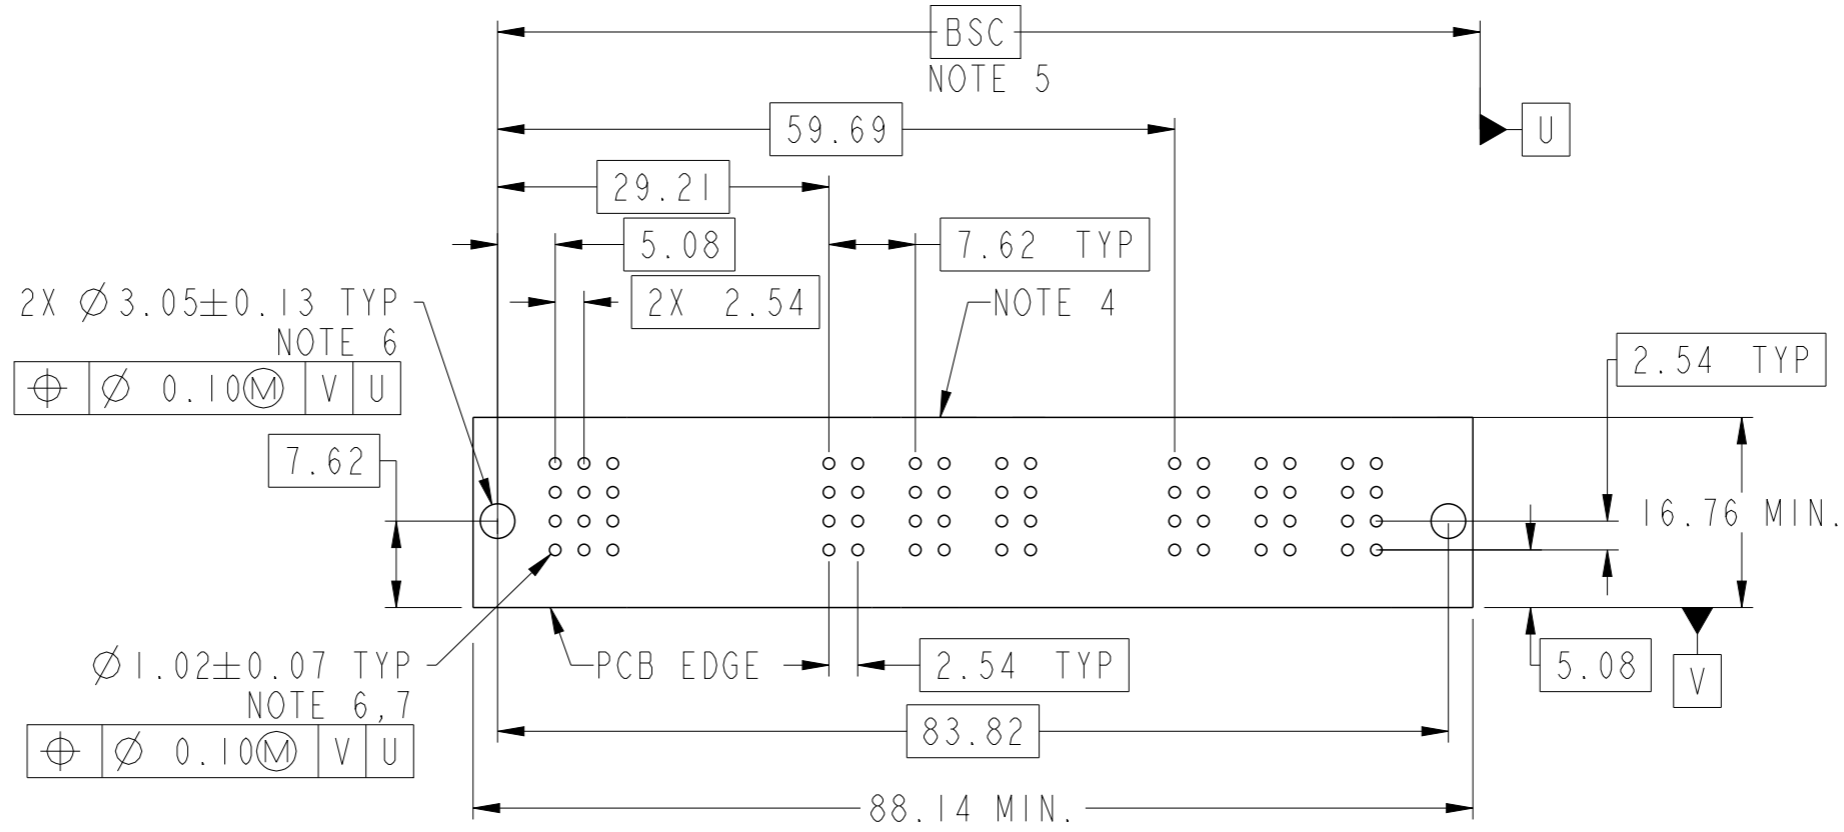 BSC
NOTE 5
59.69
U
29.21
5.08
7.62 TYP
2X Ø3.05±0.13 TYP
2X 2.54
NOTE 4
NOTE 6
⌖ Ø 0.10Ⓜ V U
2.54 TYP
7.62
16.76 MIN.
Ø1.02±0.07 TYP
PCB EDGE
2.54 TYP
5.08
V
NOTE 6,7
⌖ Ø 0.10Ⓜ V U
83.82
88.14 MIN.